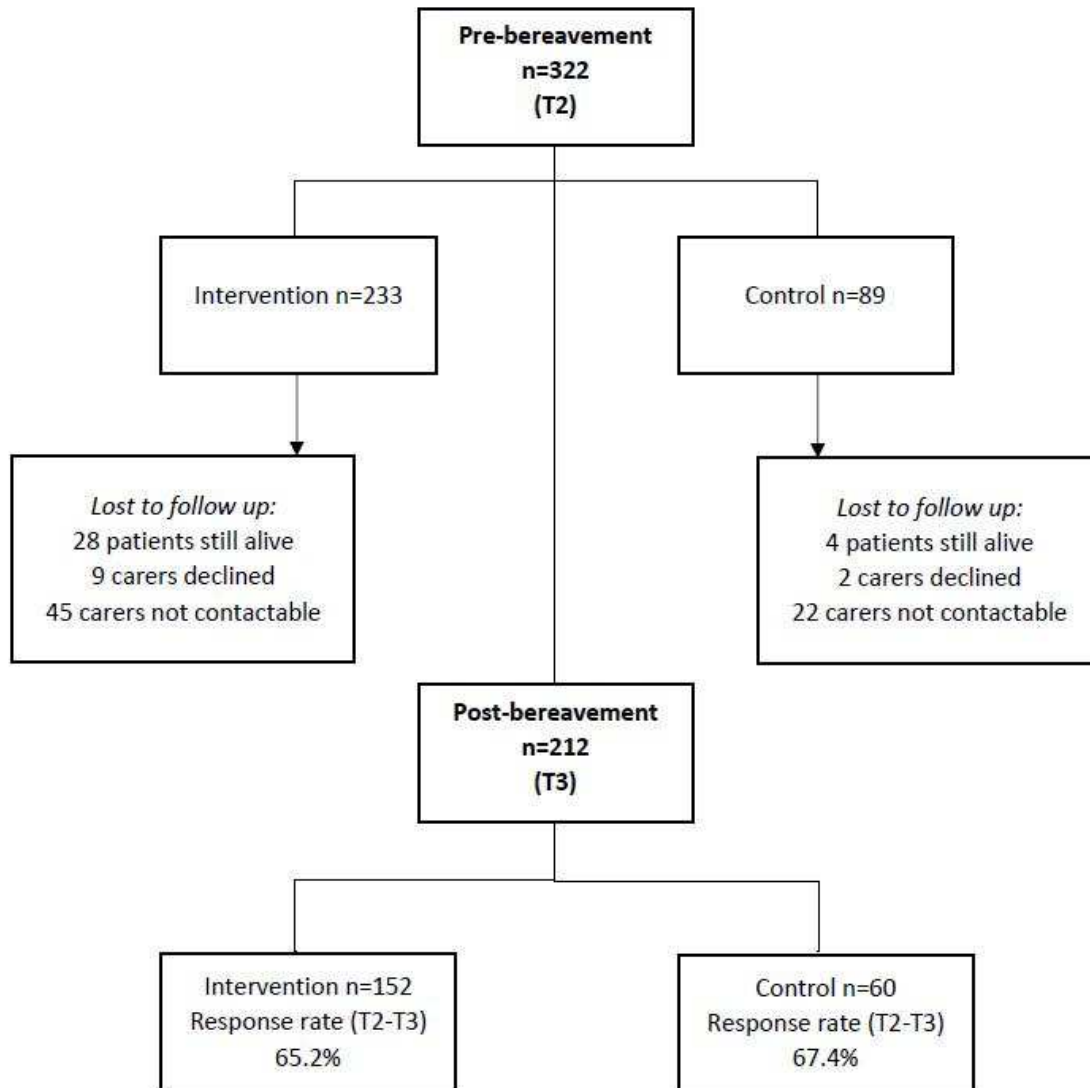 Pre-bereavement
n=322
(T2)
Intervention n=233
Control n=89
Lost to follow up:
28 patients still alive
9 carers declined
45 carers not contactable
Lost to follow up:
4 patients still alive
2 carers declined
22 carers not contactable
Post-bereavement
n=212
(T3)
Intervention n=152
Response rate (T2-T3)
65.2%
Control n=60
Response rate (T2-T3)
67.4%